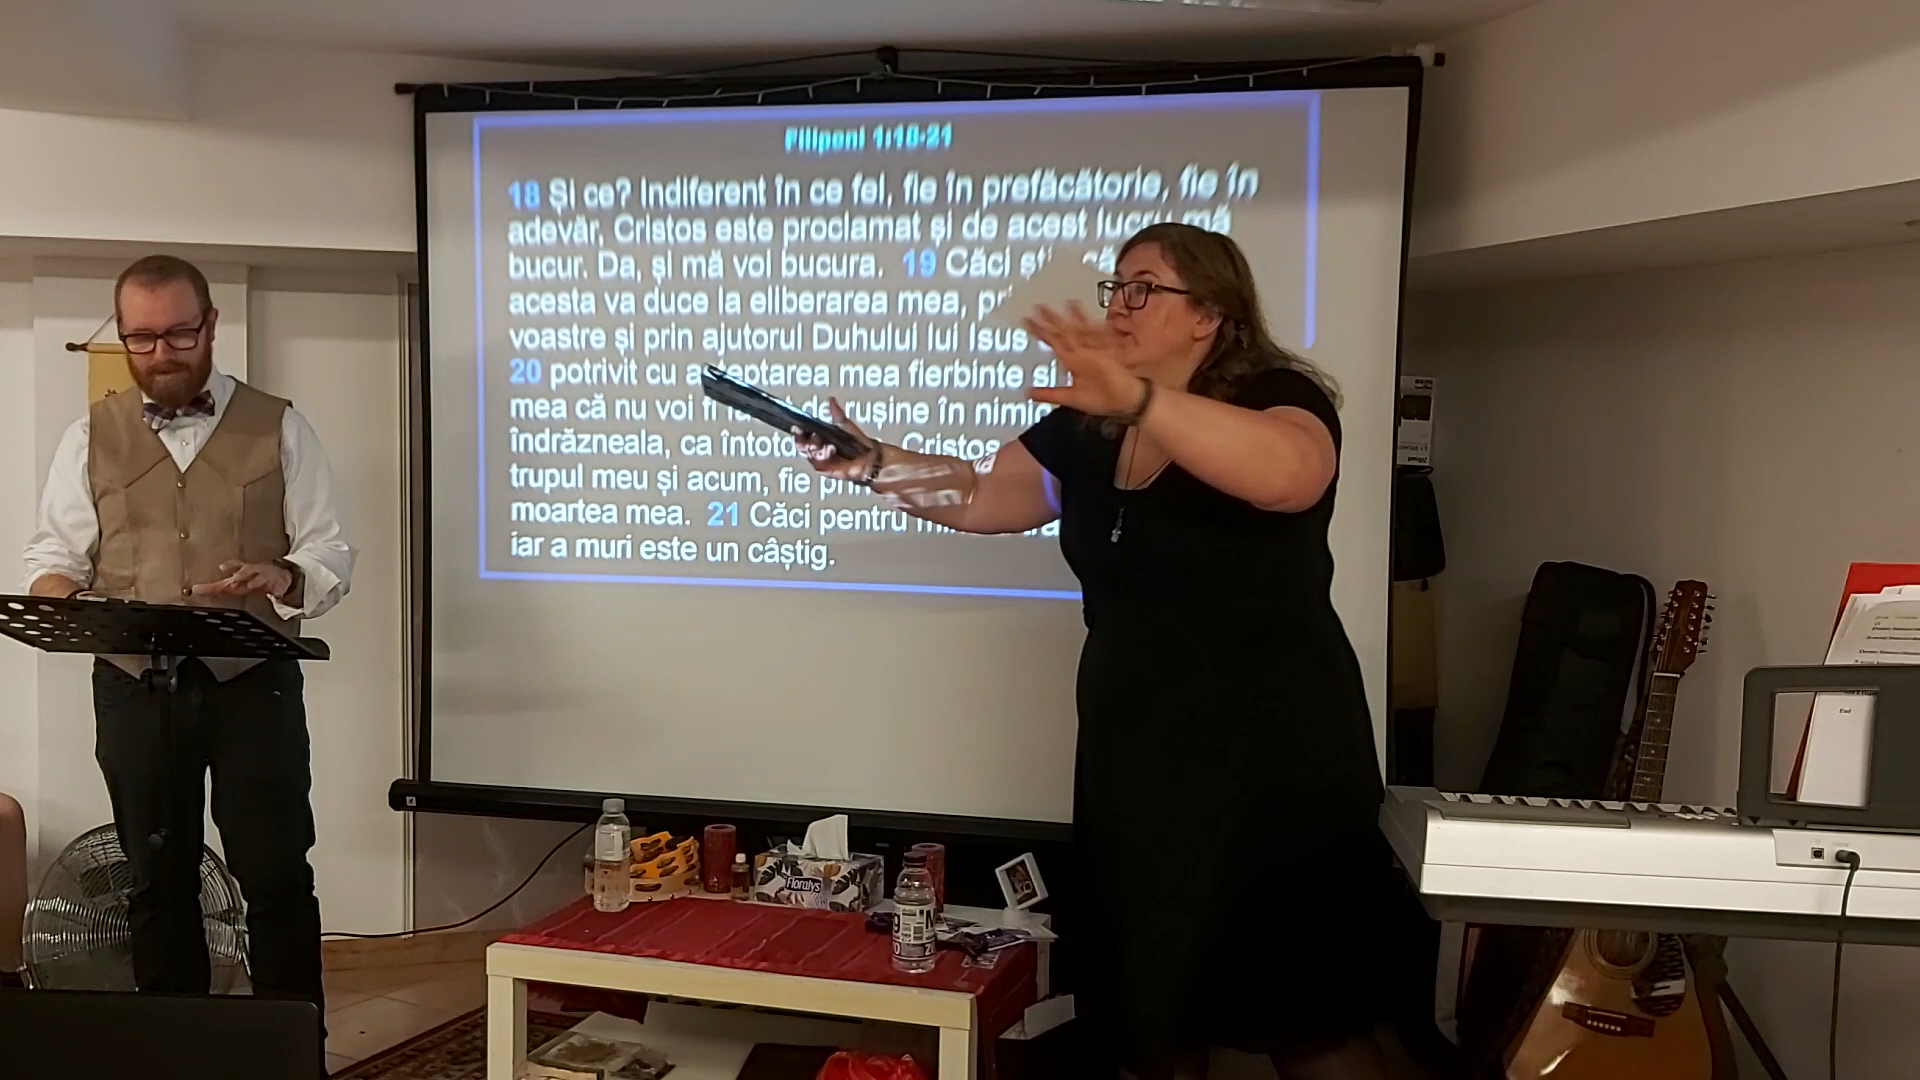 Filipeni 1:18-21
18 Și ce? Indiferent în ce fel, fie în prefăcătorie, fie în
adevăr, Cristos este proclamat și de acest lucru mă
bucur. Da, și mă voi bucura. 19 Căci că
acesta va duce la eliberarea mea,
voastre și prin ajutorul Duhului lui Isus
20 potrivit cu așteptarea mea fierbinte și
mea că nu voi fi de rușine în nimic
îndrăzneala, ca Cristos
trupul meu și acum, fie prin
moartea mea. 21 Căci pentru
iar a muri este un câștig.
Floralys
End